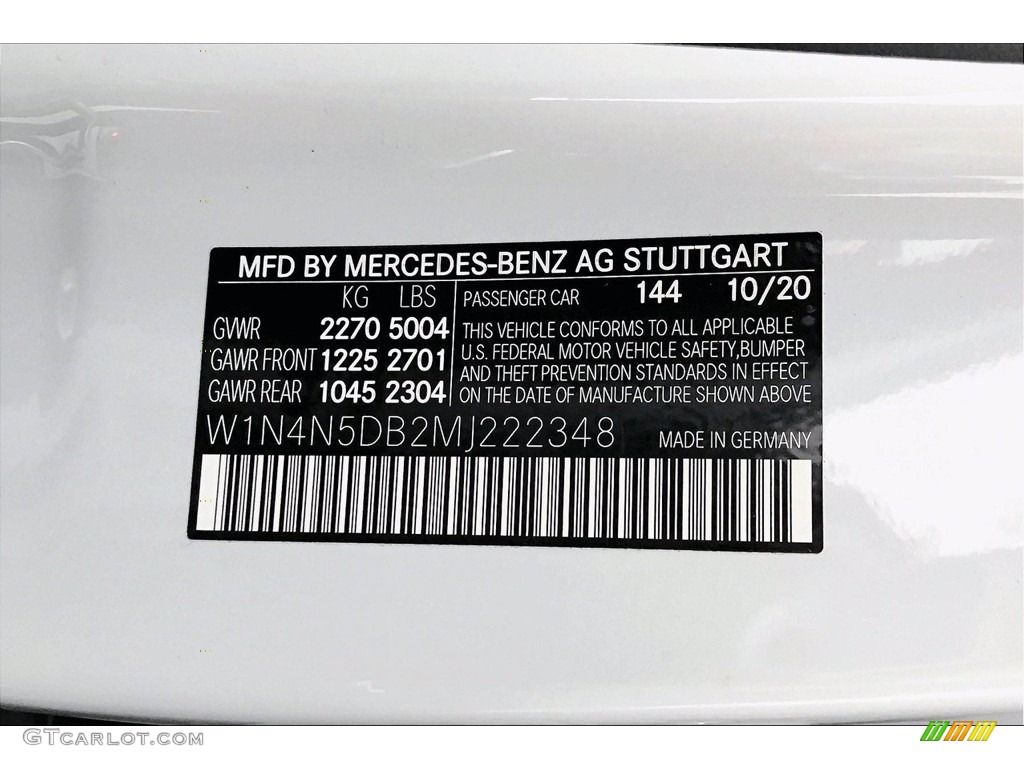 MFD BY MERCEDES-BENZ AG STUTTGART
KG LBS
GVWR 2270 5004
GAWR FRONT 1225 2701
GAWR REAR 1045 2304
PASSENGER CAR 144 10/20
THIS VEHICLE CONFORMS TO ALL APPLICABLE
U.S. FEDERAL MOTOR VEHICLE SAFETY,BUMPER
AND THEFT PREVENTION STANDARDS IN EFFECT
ON THE DATE OF MANUFACTURE SHOWN ABOVE
W1N4N5DB2MJ222348 MADE IN GERMANY
GTcarlot.com